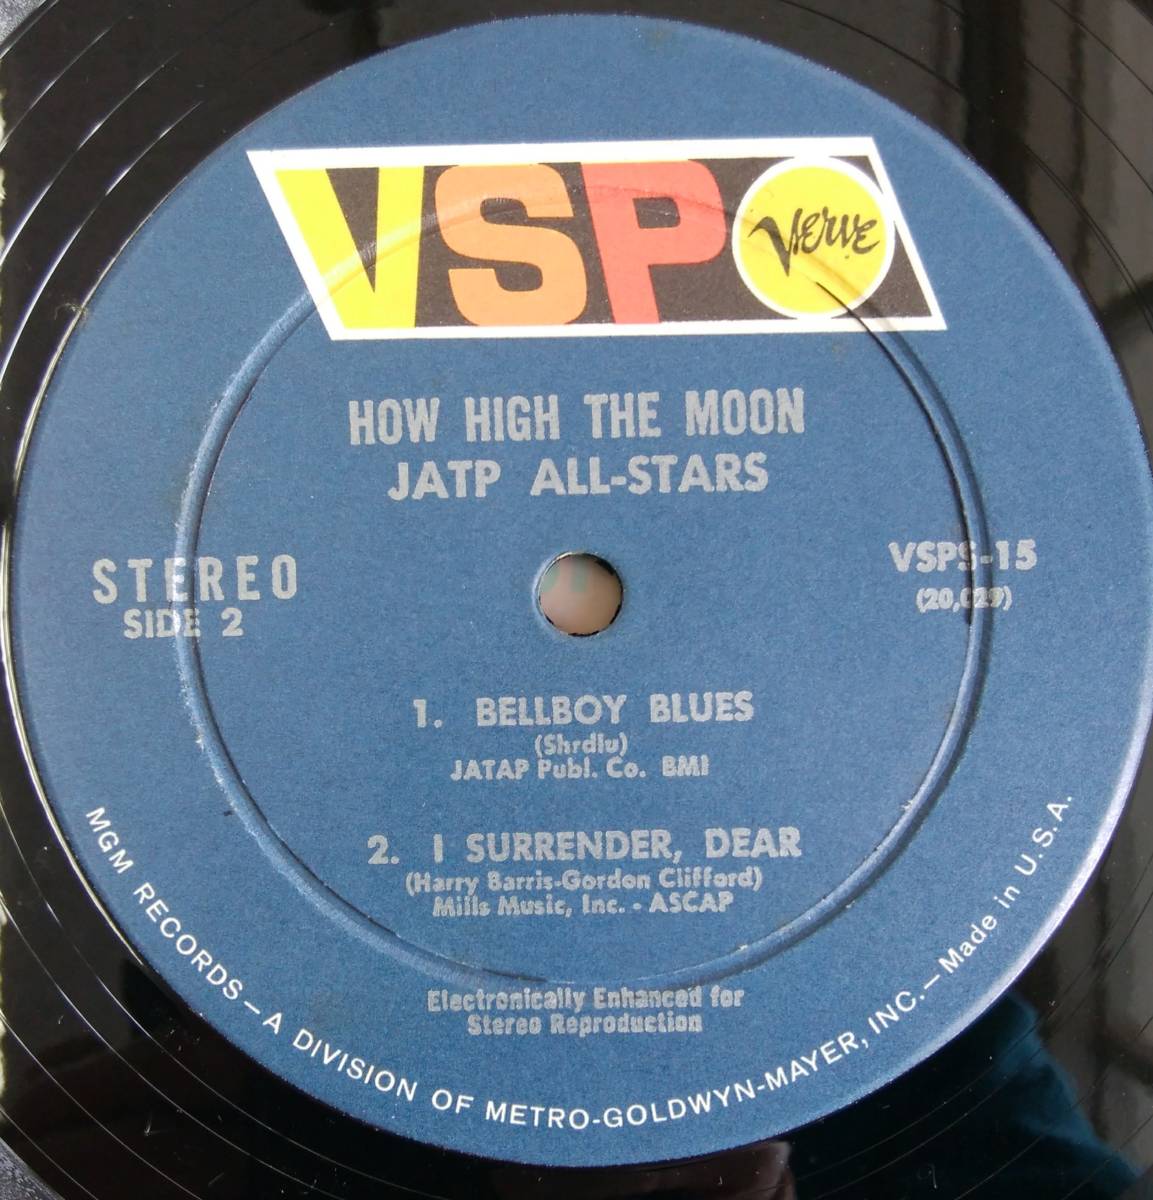 VSP
Verve
HOW HIGH THE MOON
JATP ALL-STARS
STEREO
SIDE 2
VSPS-15
(20,029)
1. BELLBOY BLUES
(Shrdlu)
JATAP Publ. Co. BMI
2. I SURRENDER, DEAR
(Harry Barris-Gordon Clifford)
Mills Music, Inc. - ASCAP
Electronically Enhanced for
Stereo Reproduction
MGM RECORDS—A DIVISION OF METRO-GOLDWYN-MAYER, INC.—Made in U.S.A.